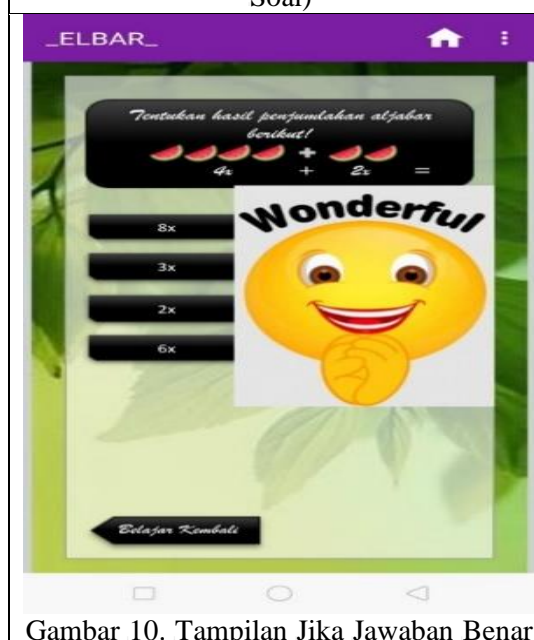 Soal)
_ELBAR_
Tentukan hasil penjumlahan aljabar
berikut!
+
4x + 2x =
Wonderful
8x
3x
2x
6x
Belajar Kembali
Gambar 10. Tampilan Jika Jawaban Benar